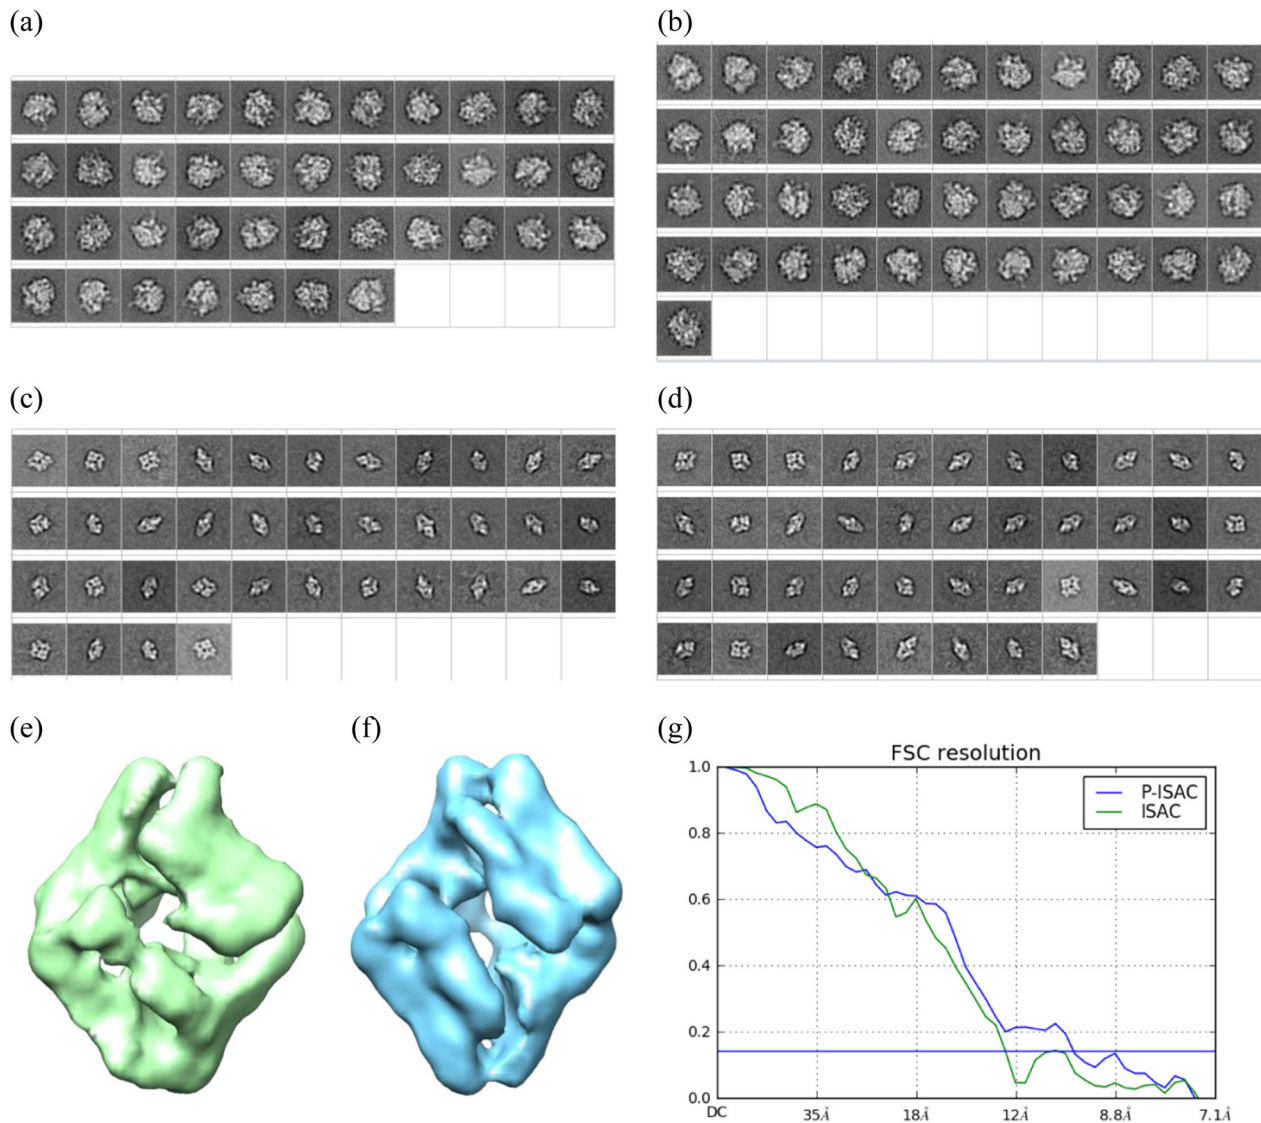 (a)
(b)
(c)
(d)
(e)
(f)
(g)
FSC resolution
1.0
0.8
0.6
0.4
0.2
0.0
P-ISAC
ISAC
DC
35Å
18Å
12Å
8.8Å
7.1Å